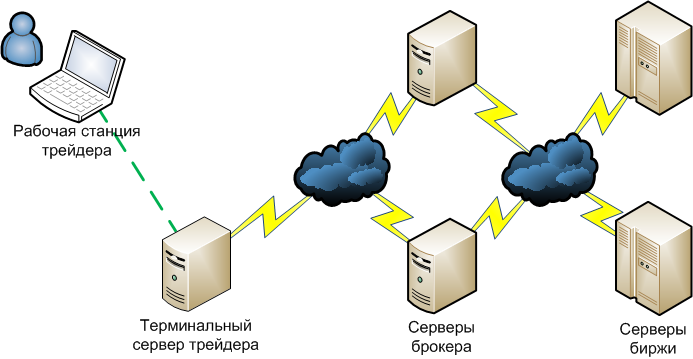 Рабочая станция
трейдера
Терминальный
сервер трейдера
Серверы
брокера
Серверы
биржи